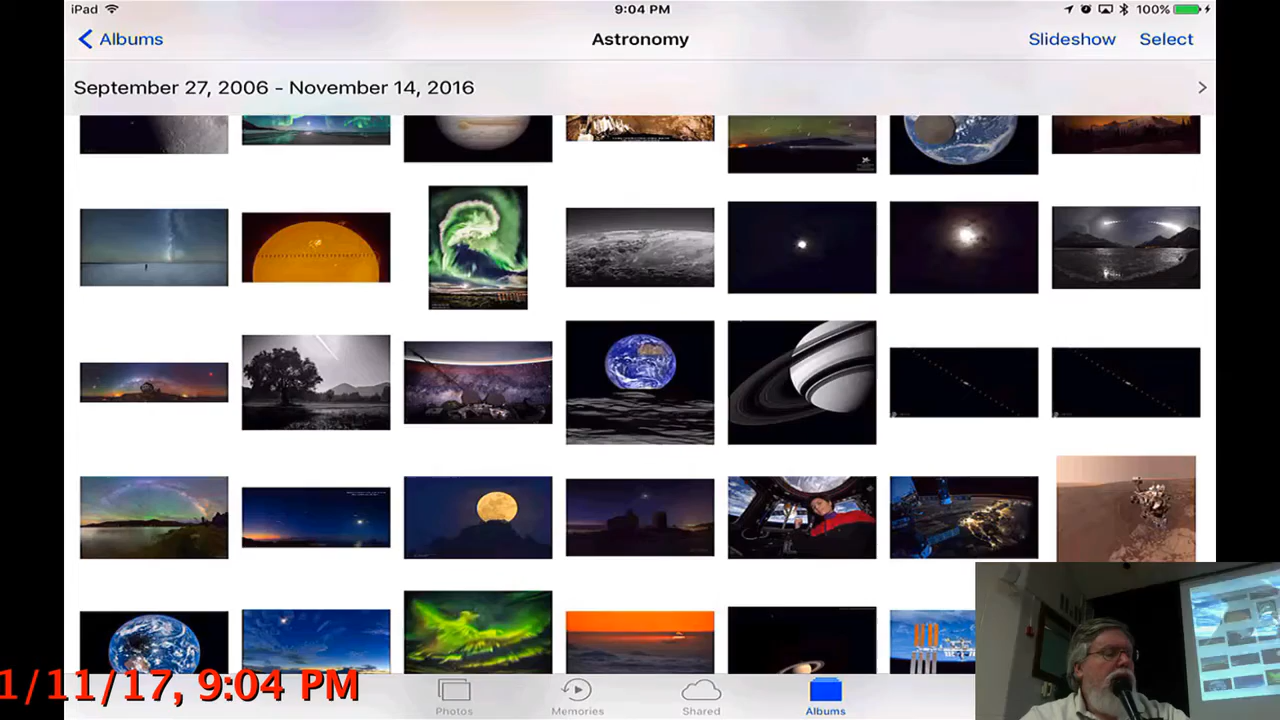 iPad 9:04 PM 100%
Albums Astronomy Slideshow Select
September 27, 2006 - November 14, 2016
1/11/17, 9:04 PM
Photos Memories Shared Albums